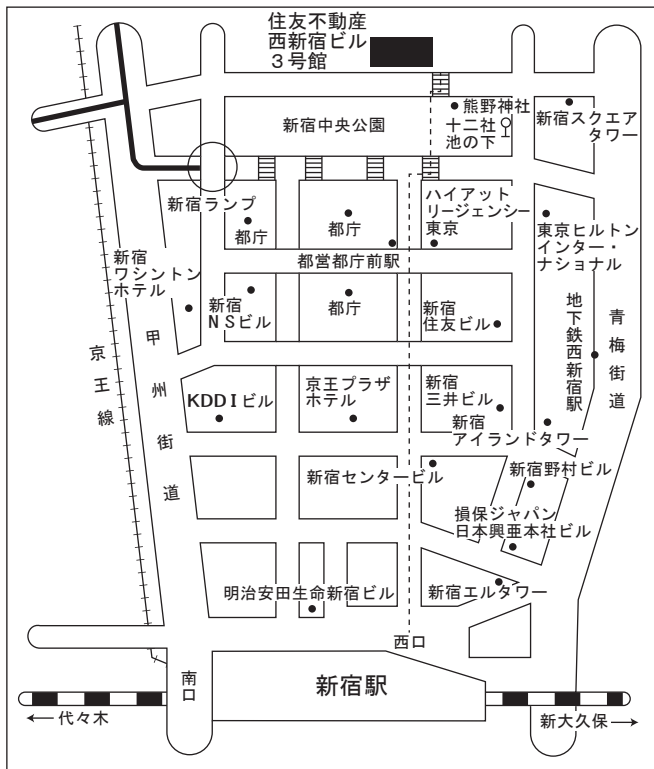 住友不動産
西新宿ビル
３号館
熊野神社
十二社
池の下
新宿スクエア
タワー
新宿中央公園
新宿ランプ
都庁
都庁
ハイアット
リージェンシー
東京
東京ヒルトン
インター・
ナショナル
都営都庁前駅
新宿
ワシントン
ホテル
新宿
ＮＳビル
都庁
新宿
住友ビル
地下鉄西新宿駅
青梅街道
京王線
甲州街道
KDDIビル
京王プラザ
ホテル
新宿
三井ビル
新宿
アイランドタワー
新宿センタービル
新宿野村ビル
損保ジャパン
日本興亜本社ビル
明治安田生命新宿ビル
新宿エルタワー
西口
南口
新宿駅
←代々木
新大久保→